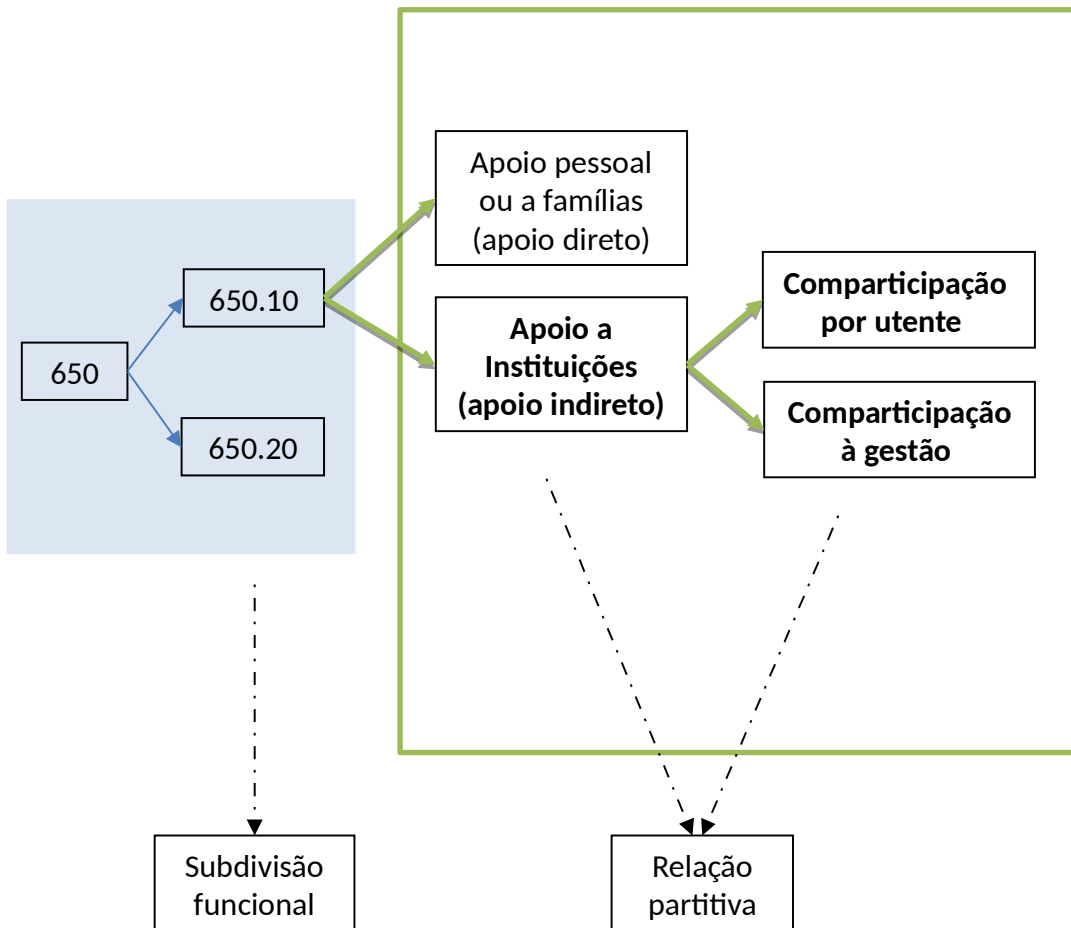 Apoio pessoal
ou a famílias
(apoio direto)
650.10
650
650.20
Apoio a
Instituições
(apoio indireto)
Comparticipação
por utente
Comparticipação
à gestão
Subdivisão
funcional
Relação
partitiva